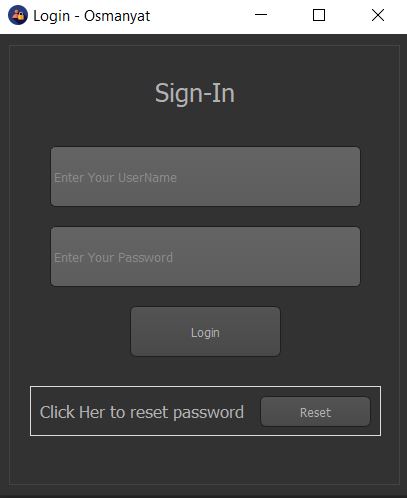 Login - Osmanyat
Sign-In
Enter Your UserName
Enter Your Password
Login
Click Her to reset password
Reset